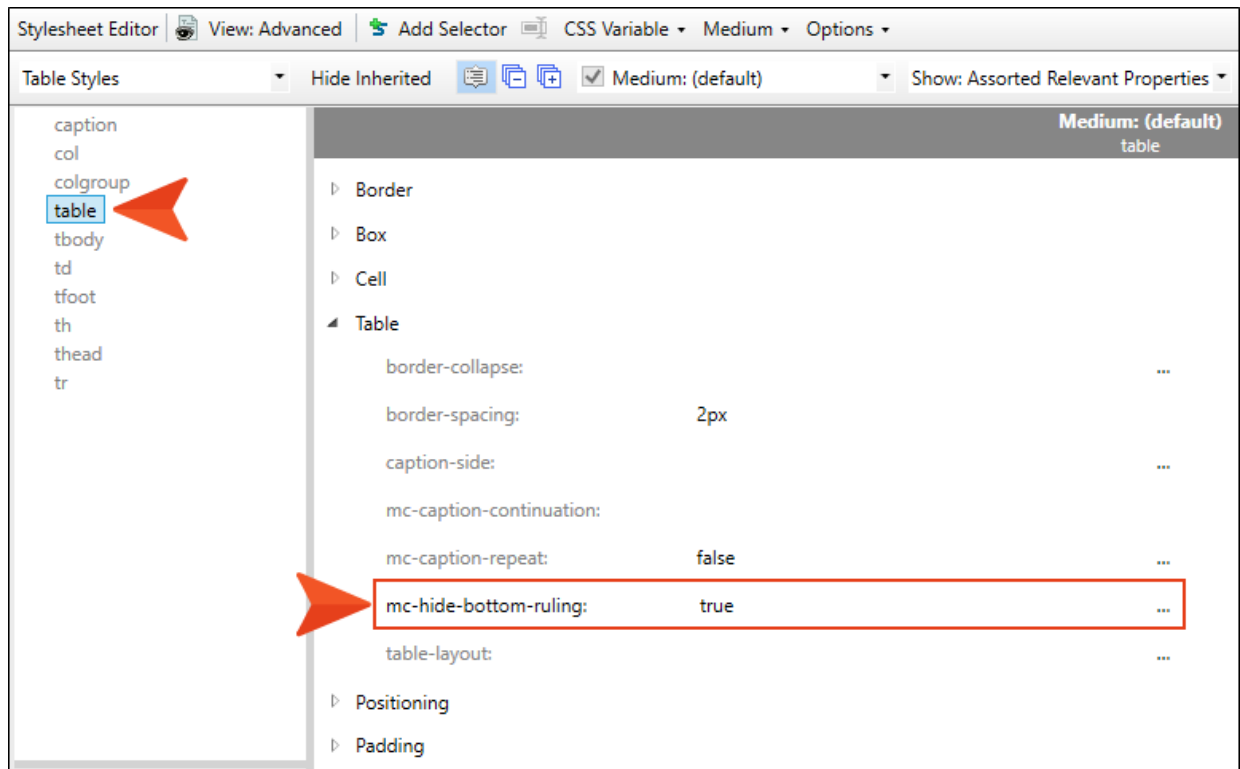 Stylesheet Editor View: Advanced Add Selector CSS Variable Medium Options
Table Styles Hide Inherited Medium: (default) Show: Assorted Relevant Properties
caption
col
colgroup
table
tbody
td
tfoot
th
thead
tr
Medium: (default)
table
Border
Box
Cell
Table
border-collapse: ...
border-spacing: 2px
caption-side: ...
mc-caption-continuation:
mc-caption-repeat: false ...
mc-hide-bottom-ruling: true ...
table-layout: ...
Positioning
Padding